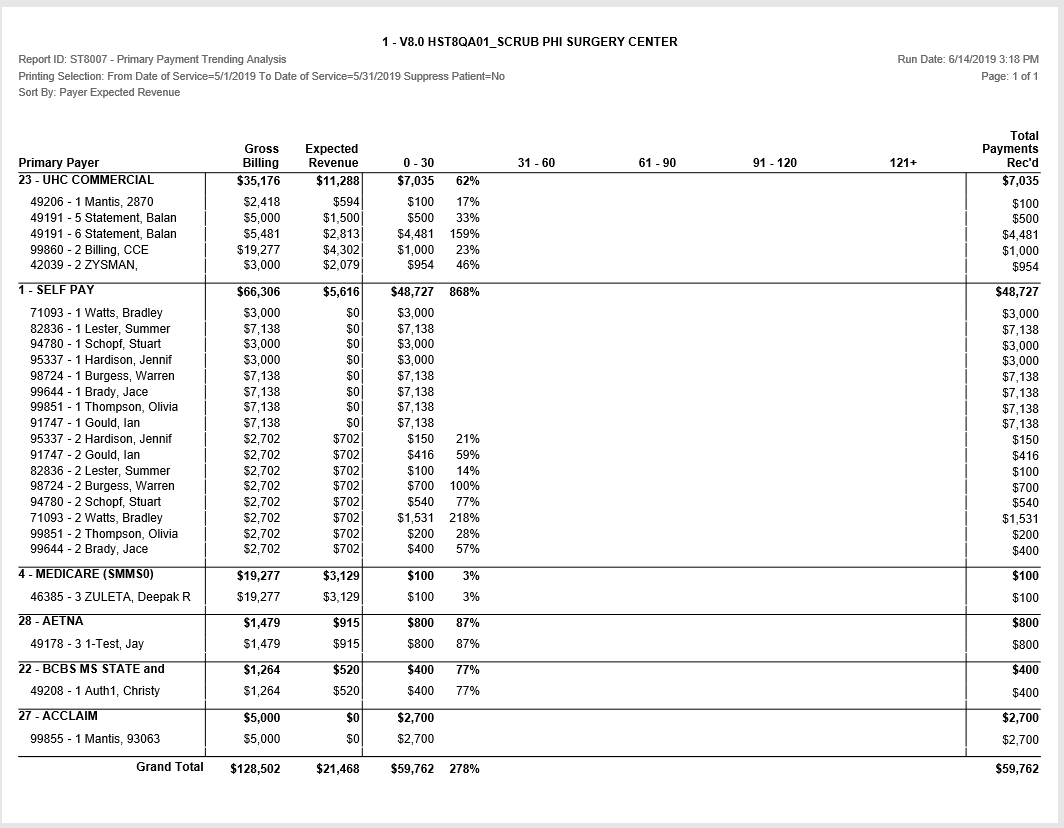 1 - V8.0 HST8QA01_SCRUB PHI SURGERY CENTER
Report ID: ST8007 - Primary Payment Trending Analysis Run Date: 6/14/2019 3:18 PM
Printing Selection: From Date of Service=5/1/2019 To Date of Service=5/31/2019 Suppress Patient=No Page: 1 of 1
Sort By: Payer Expected Revenue
Total
Gross Expected Payments
Primary Payer Billing Revenue 0 - 30 31 - 60 61 - 90 91 - 120 121+ Rec'd
23 - UHC COMMERCIAL $35,176 $11,288 $7,035 62% $7,035
49206 - 1 Mantis, 2870 $2,418 $594 $100 17% $100
49191 - 5 Statement, Balan $5,000 $1,500 $500 33% $500
49191 - 6 Statement, Balan $5,481 $2,813 $4,481 159% $4,481
99860 - 2 Billing, CCE $19,277 $4,302 $1,000 23% $1,000
42039 - 2 ZYSMAN, $3,000 $2,079 $954 46% $954
1 - SELF PAY $66,306 $5,616 $48,727 868% $48,727
71093 - 1 Watts, Bradley $3,000 $0 $3,000 $3,000
82836 - 1 Lester, Summer $7,138 $0 $7,138 $7,138
94780 - 1 Schopf, Stuart $3,000 $0 $3,000 $3,000
95337 - 1 Hardison, Jennif $3,000 $0 $3,000 $3,000
98724 - 1 Burgess, Warren $7,138 $0 $7,138 $7,138
99644 - 1 Brady, Jace $7,138 $0 $7,138 $7,138
99851 - 1 Thompson, Olivia $7,138 $0 $7,138 $7,138
91747 - 1 Gould, Ian $7,138 $0 $7,138 $7,138
95337 - 2 Hardison, Jennif $2,702 $702 $150 21% $150
91747 - 2 Gould, Ian $2,702 $702 $416 59% $416
82836 - 2 Lester, Summer $2,702 $702 $100 14% $100
98724 - 2 Burgess, Warren $2,702 $702 $700 100% $700
94780 - 2 Schopf, Stuart $2,702 $702 $540 77% $540
71093 - 2 Watts, Bradley $2,702 $702 $1,531 218% $1,531
99851 - 2 Thompson, Olivia $2,702 $702 $200 28% $200
99644 - 2 Brady, Jace $2,702 $702 $400 57% $400
4 - MEDICARE (SMMS0) $19,277 $3,129 $100 3% $100
46385 - 3 ZULETA, Deepak R $19,277 $3,129 $100 3% $100
28 - AETNA $1,479 $915 $800 87% $800
49178 - 3 1-Test, Jay $1,479 $915 $800 87% $800
22 - BCBS MS STATE and $1,264 $520 $400 77% $400
49208 - 1 Auth1, Christy $1,264 $520 $400 77% $400
27 - ACCLAIM $5,000 $0 $2,700 $2,700
99855 - 1 Mantis, 93063 $5,000 $0 $2,700 $2,700
Grand Total $128,502 $21,468 $59,762 278% $59,762